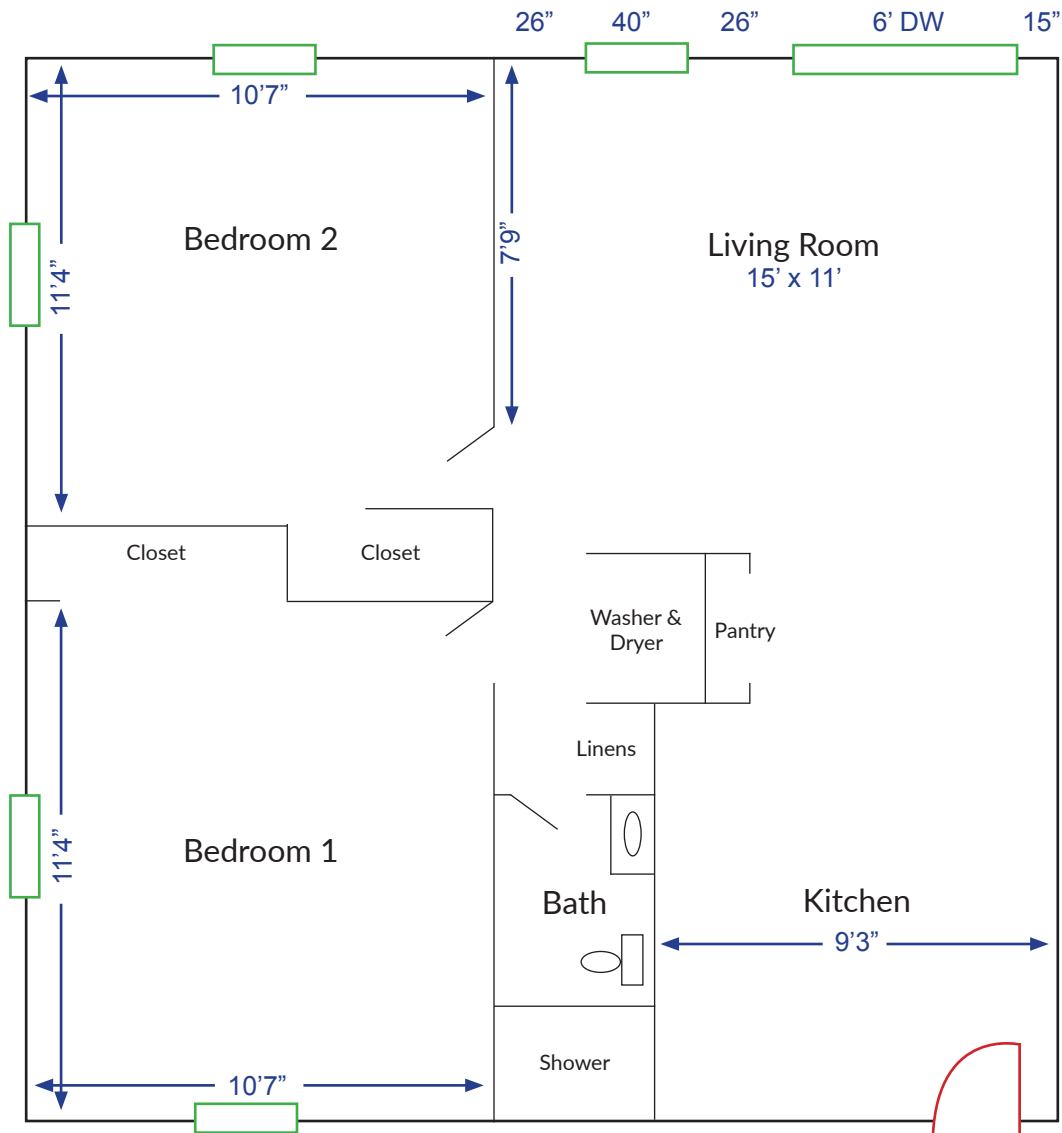 26” 40” 26” 6’ DW 15”
10’7”
Bedroom 2
11’4”
7’9”
Living Room
15’ x 11’
Closet
Closet
Washer &
Dryer
Pantry
Linens
Bedroom 1
11’4”
Bath
Kitchen
9’3”
Shower
10’7”